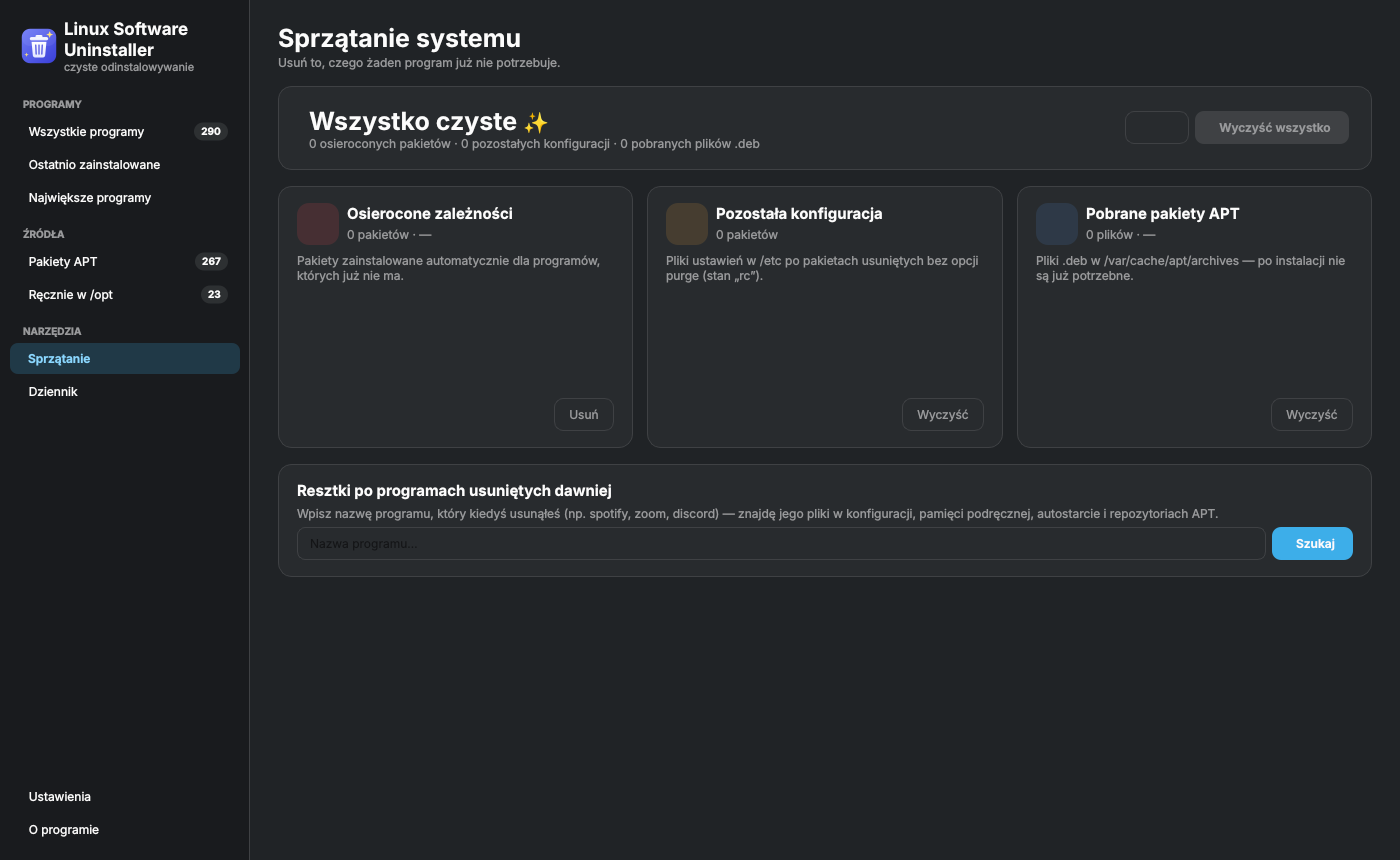 Linux Software
Uninstaller
czyste odinstalowywanie
PROGRAMY
Wszystkie programy 290
Ostatnio zainstalowane
Największe programy
ŹRÓDŁA
Pakiety APT 267
Ręcznie w /opt 23
NARZĘDZIA
Sprzątanie
Dziennik
Ustawienia
O programie
Sprzątanie systemu
Usuń to, czego żaden program już nie potrzebuje.
Wszystko czyste ✨
0 osieroconych pakietów · 0 pozostałych konfiguracji · 0 pobranych plików .deb
Wyczyść wszystko
Osierocone zależności
0 pakietów · —
Pakiety zainstalowane automatycznie dla programów,
których już nie ma.
Usuń
Pozostała konfiguracja
0 pakietów
Pliki ustawień w /etc po pakietach usuniętych bez opcji
purge (stan „rc”).
Wyczyść
Pobrane pakiety APT
0 plików · —
Pliki .deb w /var/cache/apt/archives — po instalacji nie
są już potrzebne.
Wyczyść
Resztki po programach usuniętych dawniej
Wpisz nazwę programu, który kiedyś usunąłeś (np. spotify, zoom, discord) — znajdę jego pliki w konfiguracji, pamięci podręcznej, autostarcie i repozytoriach APT.
Nazwa programu...
Szukaj